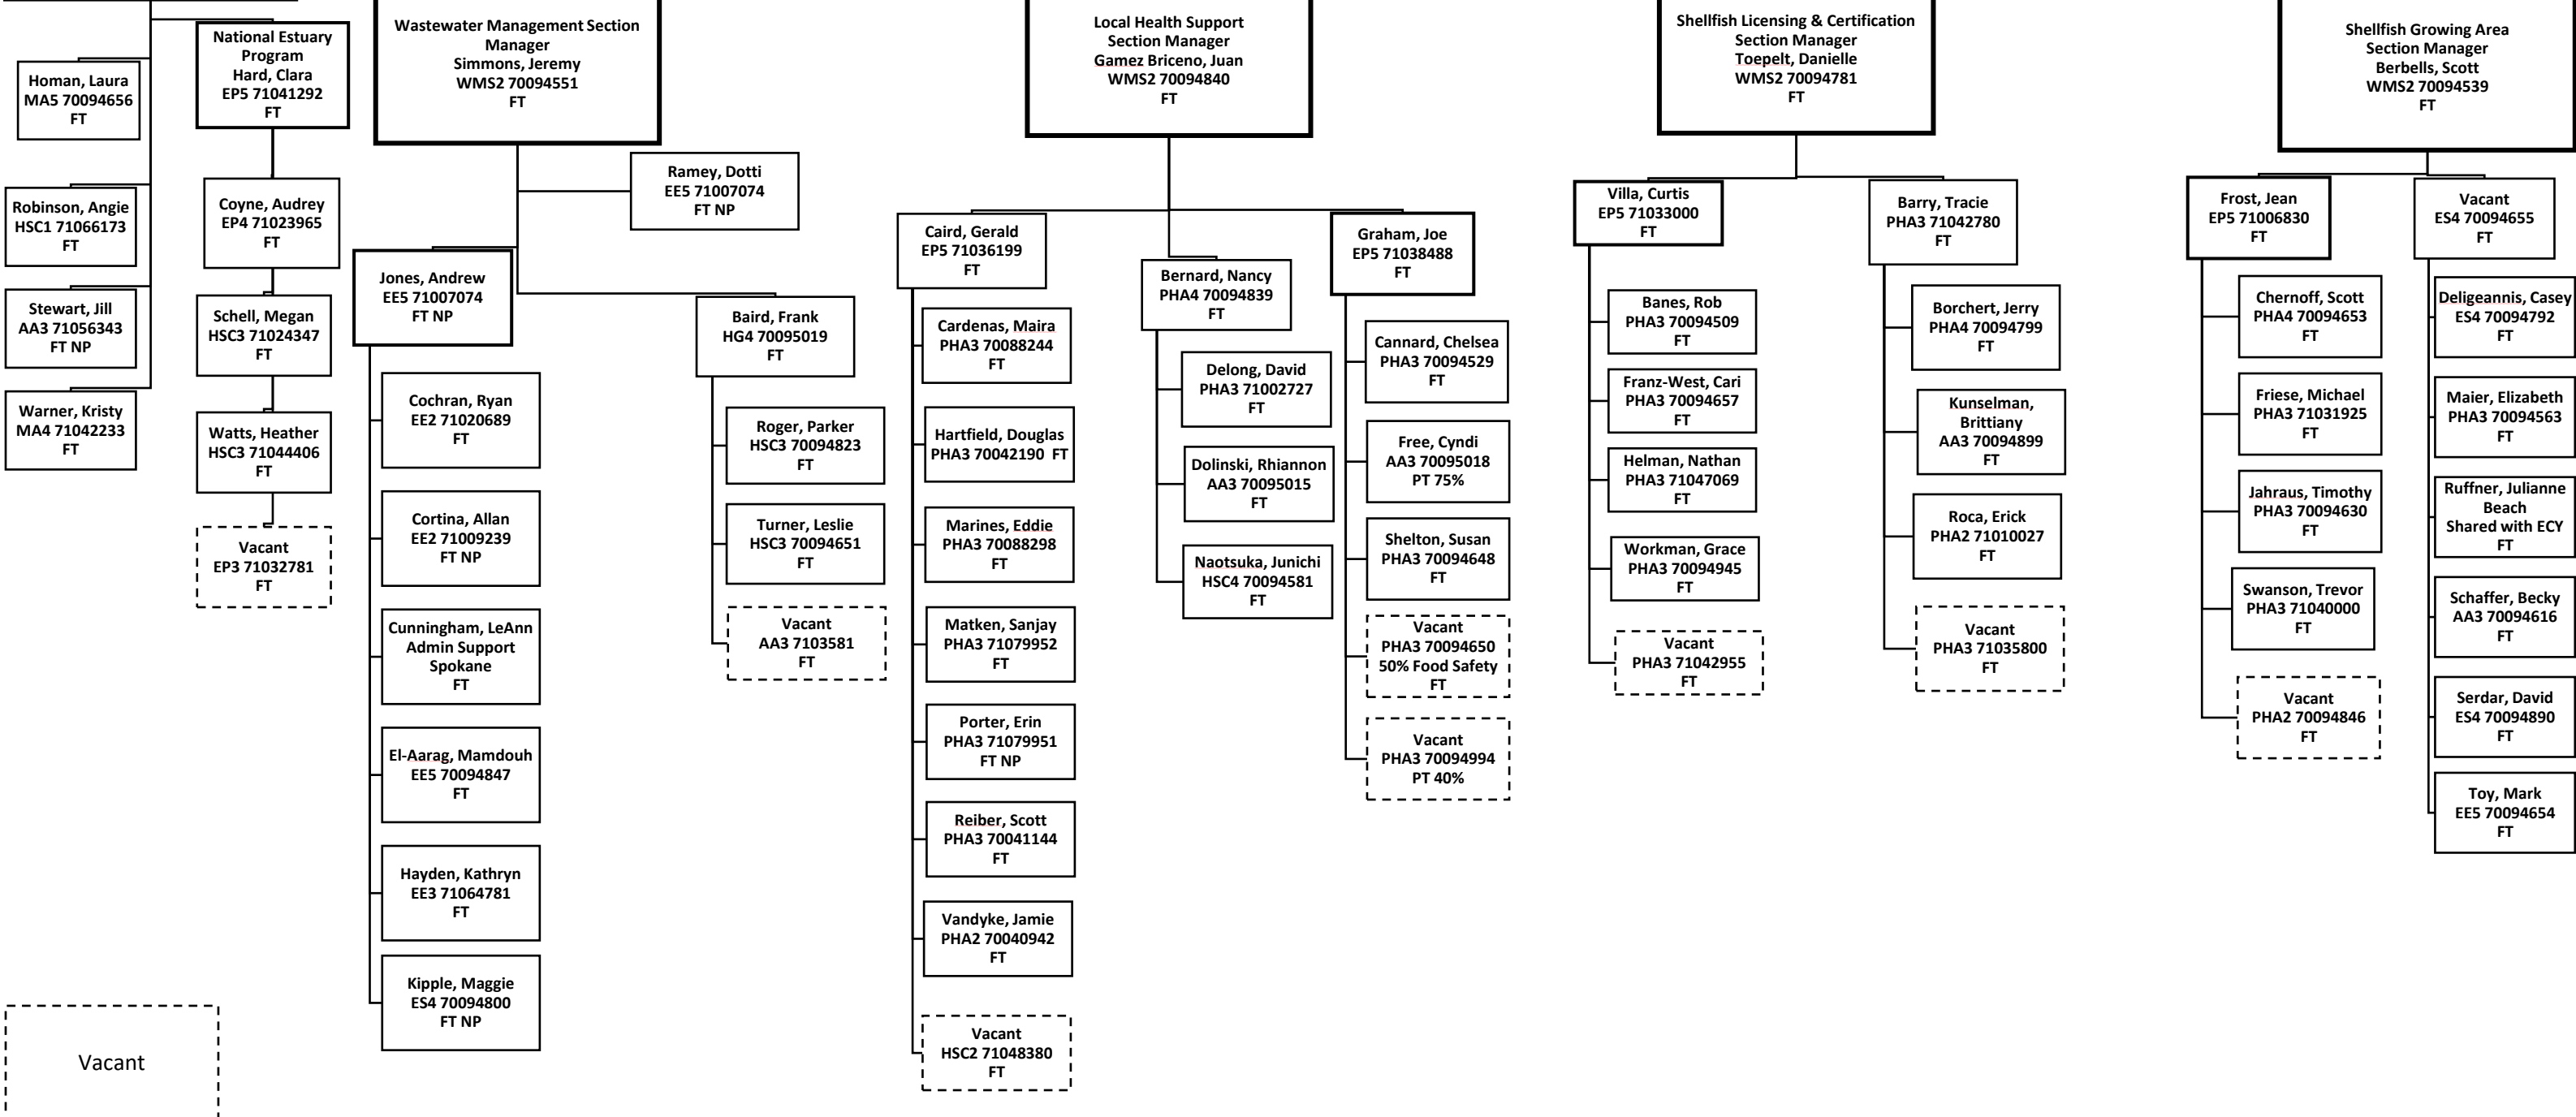 Homan, Laura
MA5 70094656
FT
Robinson, Angie
HSC1 71066173
FT
Stewart, Jill
AA3 71056343
FT NP
Warner, Kristy
MA4 71042233
FT
National Estuary
Program
Hard, Clara
EP5 71041292
FT
Coyne, Audrey
EP4 71023965
FT
Schell, Megan
HSC3 71024347
FT
Watts, Heather
HSC3 71044406
FT
Vacant
EP3 71032781
FT
Vacant
Wastewater Management Section
Manager
Simmons, Jeremy
WMS2 70094551
FT
Ramey, Dotti
EE5 71007074
FT NP
Jones, Andrew
EE5 71007074
FT NP
Cochran, Ryan
EE2 71020689
FT
Cortina, Allan
EE2 71009239
FT NP
Cunningham, LeAnn
Admin Support
Spokane
FT
El-Aarag, Mamdouh
EE5 70094847
FT
Hayden, Kathryn
EE3 71064781
FT
Kipple, Maggie
ES4 70094800
FT NP
Baird, Frank
HG4 70095019
FT
Roger, Parker
HSC3 70094823
FT
Turner, Leslie
HSC3 70094651
FT
Vacant
AA3 7103581
FT
Local Health Support
Section Manager
Gamez Briceno, Juan
WMS2 70094840
FT
Caird, Gerald
EP5 71036199
FT
Cardenas, Maira
PHA3 70088244
FT
Hartfield, Douglas
PHA3 70042190  FT
Marines, Eddie
PHA3 70088298
FT
Matken, Sanjay
PHA3 71079952
FT
Porter, Erin
PHA3 71079951
FT NP
Reiber, Scott
PHA3 70041144
FT
Vandyke, Jamie
PHA2 70040942
FT
Vacant
HSC2 71048380
FT
Bernard, Nancy
PHA4 70094839
FT
Delong, David
PHA3 71002727
FT
Dolinski, Rhiannon
AA3 70095015
FT
Naotsuka, Junichi
HSC4 70094581
FT
Graham, Joe
EP5 71038488
FT
Cannard, Chelsea
PHA3 70094529
FT
Free, Cyndi
AA3 70095018
PT 75%
Shelton, Susan
PHA3 70094648
FT
Vacant
PHA3 70094650
50% Food Safety
FT
Vacant
PHA3 70094994
PT 40%
Shellfish Licensing & Certification
Section Manager
Toepelt, Danielle
WMS2 70094781
FT
Villa, Curtis
EP5 71033000
FT
Banes, Rob
PHA3 70094509
FT
Franz-West, Cari
PHA3 70094657
FT
Helman, Nathan
PHA3 71047069
FT
Workman, Grace
PHA3 70094945
FT
Vacant
PHA3 71042955
FT
Barry, Tracie
PHA3 71042780
FT
Borchert, Jerry
PHA4 70094799
FT
Kunselman,
Brittiany
AA3 70094899
FT
Roca, Erick
PHA2 71010027
FT
Vacant
PHA3 71035800
FT
Shellfish Growing Area
Section Manager
Berbells, Scott
WMS2 70094539
FT
Frost, Jean
EP5 71006830
FT
Chernoff, Scott
PHA4 70094653
FT
Friese, Michael
PHA3 71031925
FT
Jahraus, Timothy
PHA3 70094630
FT
Swanson, Trevor
PHA3 71040000
FT
Vacant
PHA2 70094846
FT
Vacant
ES4 70094655
FT
Deligeannis, Casey
ES4 70094792
FT
Maier, Elizabeth
PHA3 70094563
FT
Ruffner, Julianne
Beach
Shared with ECY
FT
Schaffer, Becky
AA3 70094616
FT
Serdar, David
ES4 70094890
FT
Toy, Mark
EE5 70094654
FT